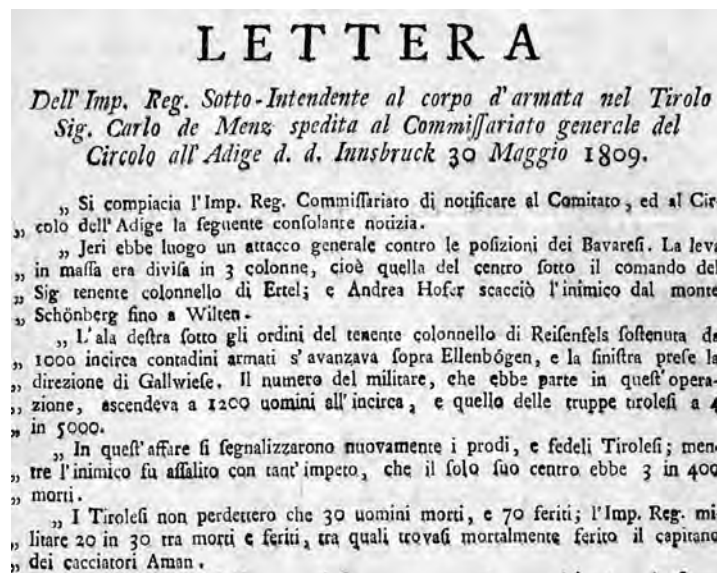 LETTERA
Dell' Imp. Reg. Sotto-Intendente al corpo d'armata nel Tirolo
Sig. Carlo de Menz spedita al Commiſſariato generale del
Circolo all' Adige d. d. Innsbruck 30 Maggio 1809.
„ Si compiacia l'Imp. Reg. Commiſſariato di notificare al Comitato, ed al Cir-
„ colo dell'Adige la ſeguente conſolante notizia.
„ Jeri ebbe luogo un attacco generale contro le poſizioni dei Bavareſi. La leva
„ in maſſa era diviſa in 3 colonne, cioè quella del centro ſotto il comando del
„ Sig tenente colonnello di Ertel; e Andrea Hofer scacciò l'inimico dal monte
„ Schönberg fino a Wilten.
„ L'ala deſtra ſotto gli ordini del tenente colonnello di Reiſenfels ſoſtenuta da
„ 1000 incirca contadini armati s'avanzava ſopra Ellenbögen, e la ſiniſtra preſe la
„ direzione di Gallwieſe. Il numero del militare, che ebbe parte in queſt'opera-
„ zione, ascendeva a 1200 uomini all'incirca, e quello delle truppe tiroleſi a 4
„ in 5000.
„ In queſt'affare ſi ſegnalizzarono nuovamente i prodi, e fedeli Tiroleſi; men-
„ tre l'inimico fu aſſalito con tant'impeto, che il ſolo ſuo centro ebbe 3 in 400
„ morti.
„ I Tiroleſi non perdettero che 30 uomini morti, e 70 feriti; l'Imp. Reg. mi-
„ litare 20 in 30 tra morti e feriti, tra quali trovaſi mortalmente ferito il capitano
„ dei cacciatori Aman.